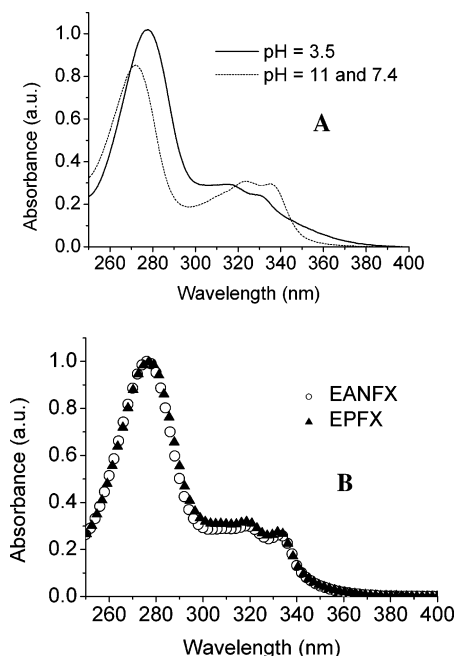 1.0
0.8
0.6
0.4
0.2
0.0
Absorbance (a.u.)
pH = 3.5
pH = 11 and 7.4
A
260 280 300 320 340 360 380 400
Wavelength (nm)
1.0
0.8
0.6
0.4
0.2
0.0
Absorbance (a.u.)
EANFX
EPFX
B
260 280 300 320 340 360 380 400
Wavelength (nm)